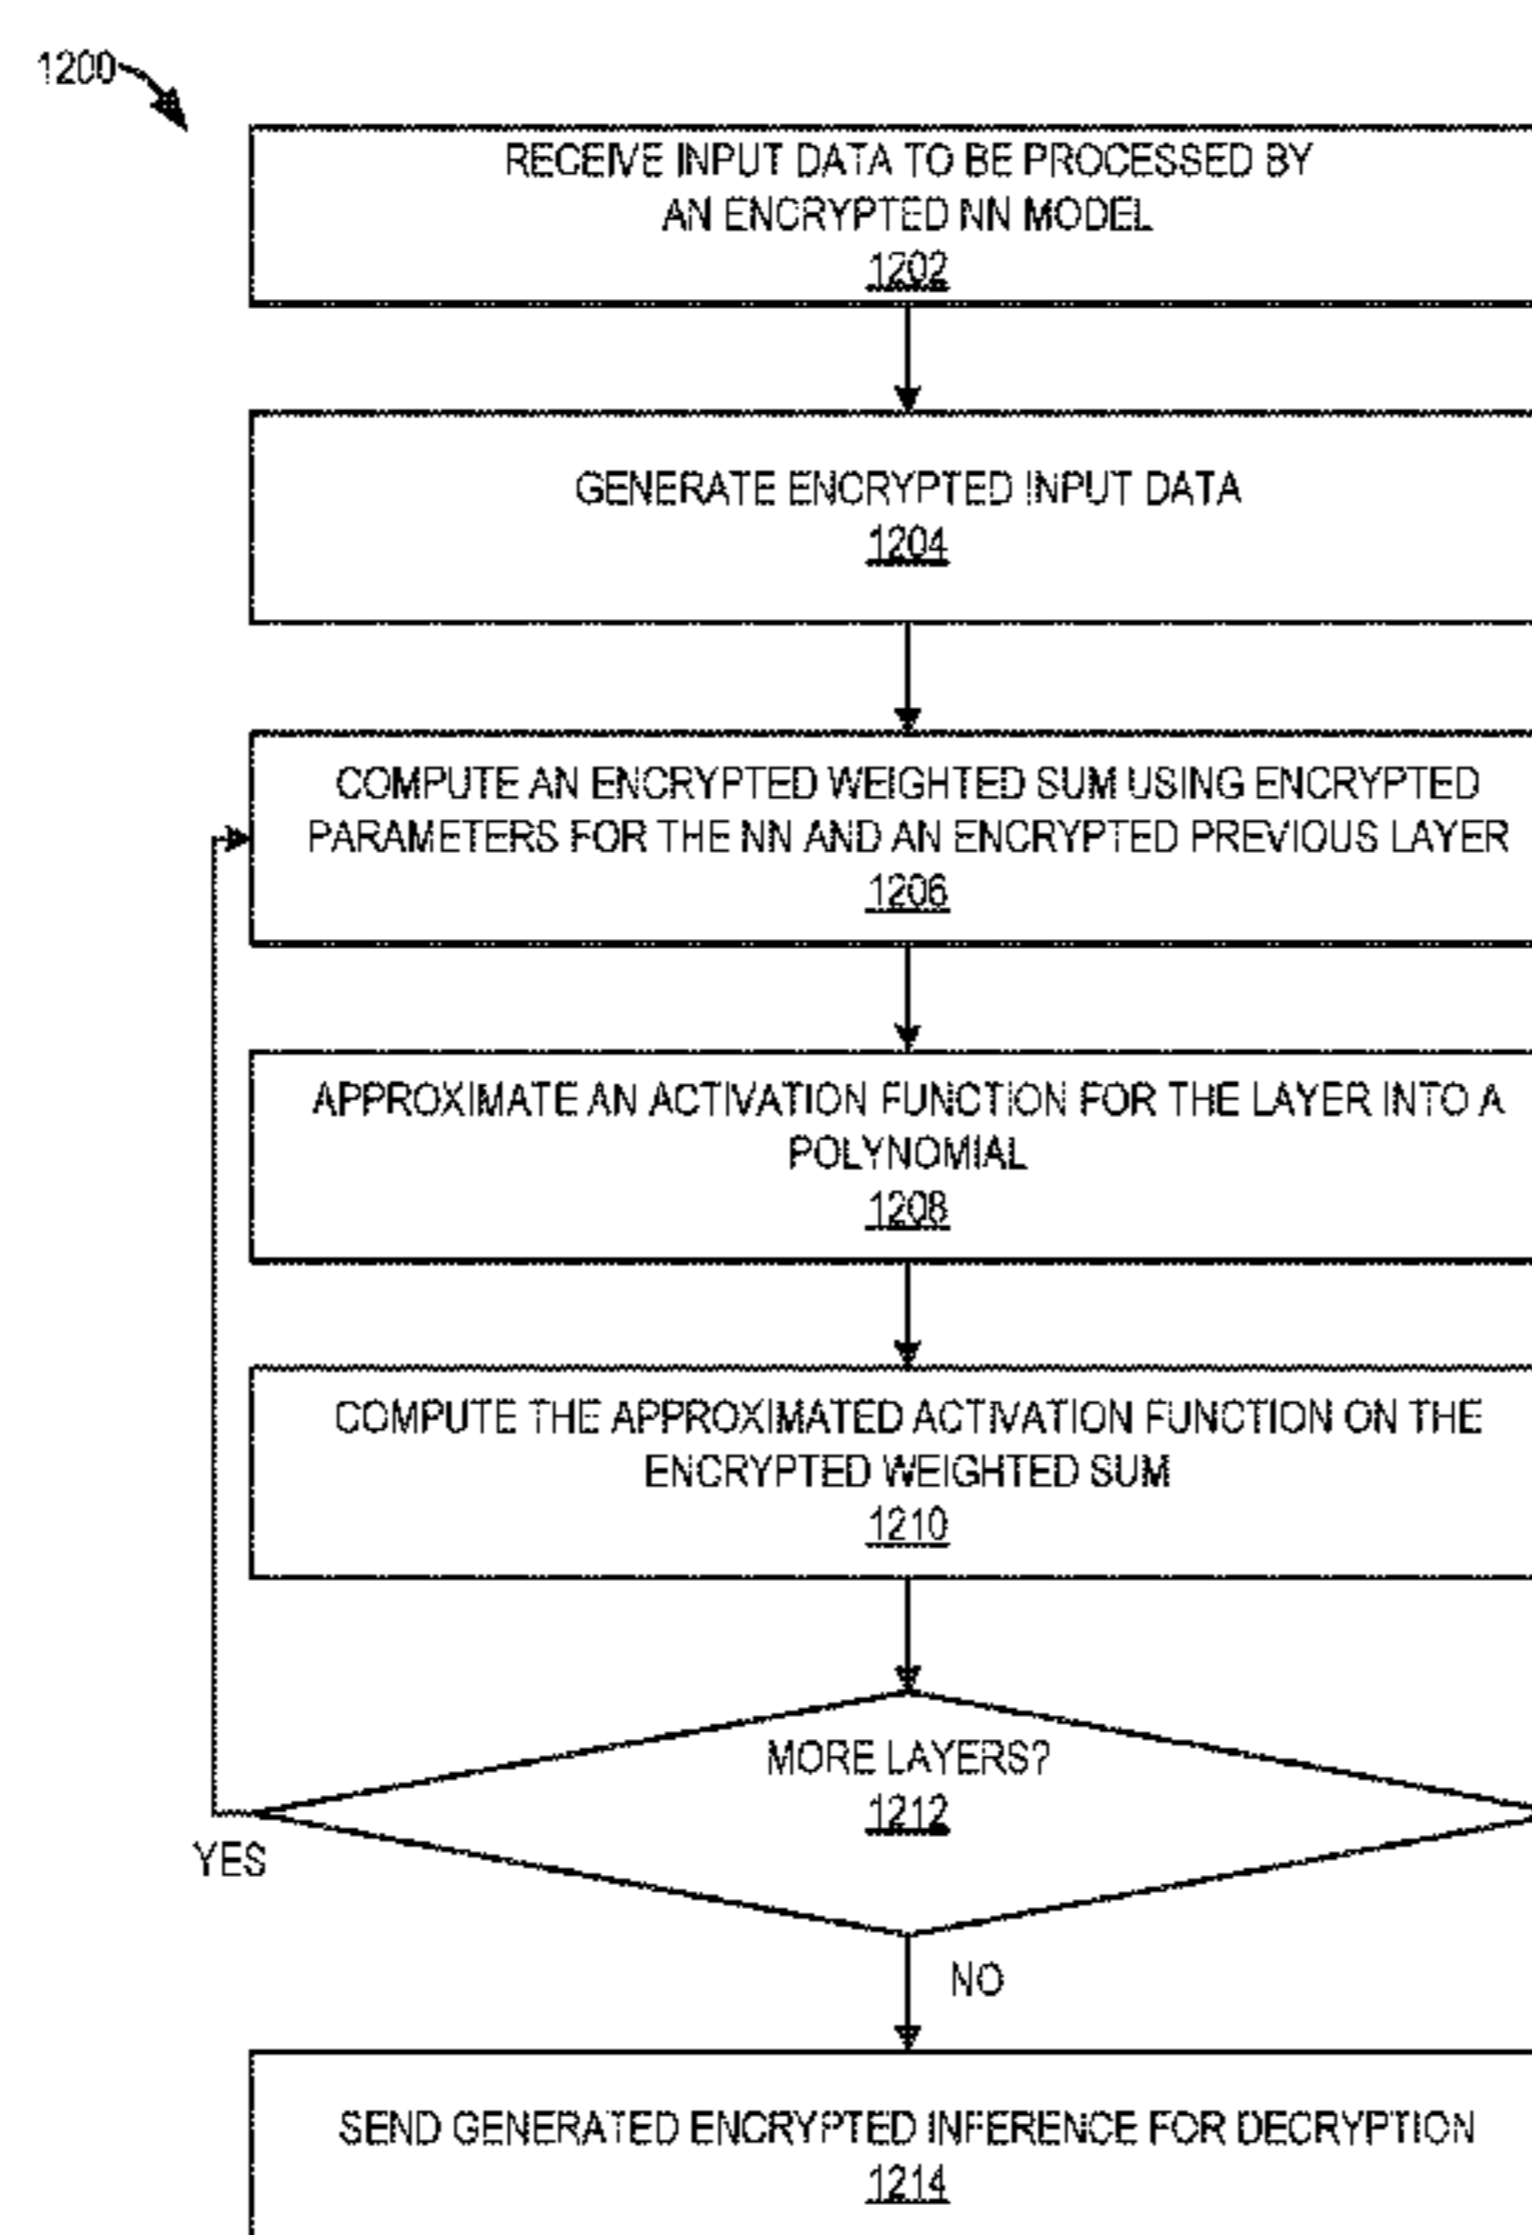 1200
RECEIVE INPUT DATA TO BE PROCESSED BY
AN ENCRYPTED NN MODEL
1202
GENERATE ENCRYPTED INPUT DATA
1204
COMPUTE AN ENCRYPTED WEIGHTED SUM USING ENCRYPTED
PARAMETERS FOR THE NN AND AN ENCRYPTED PREVIOUS LAYER
1206
APPROXIMATE AN ACTIVATION FUNCTION FOR THE LAYER INTO A
POLYNOMIAL
1208
COMPUTE THE APPROXIMATED ACTIVATION FUNCTION ON THE
ENCRYPTED WEIGHTED SUM
1210
MORE LAYERS?
1212
YES
NO
SEND GENERATED ENCRYPTED INFERENCE FOR DECRYPTION
1214